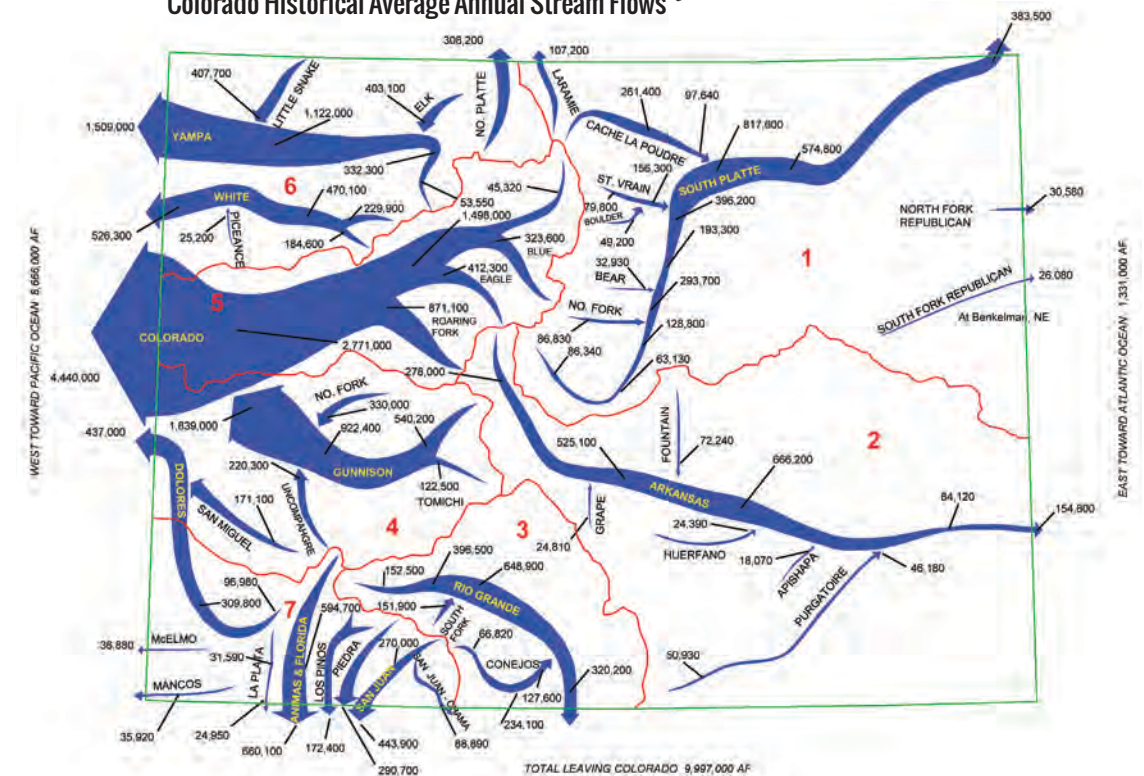 Colorado Historical Average Annual Stream Flows
383,500
308,200
107,200
407,700
LITTLE SNAKE
403,100
ELK
NO. PLATTE
LARAMIE
261,400
97,640
1,509,000
YAMPA
1,122,000
CACHE LA POUDRE
817,600
574,800
332,300
156,300
SOUTH PLATTE
6
470,100
45,320
ST. VRAIN
WHITE
229,900
53,550
79,800
BOULDER
396,200
30,580
NORTH FORK
REPUBLICAN
526,300
25,200
PICEANCE
184,600
1,498,000
323,600
BLUE
49,200
193,300
32,930
BEAR
1
412,300
EAGLE
5
293,700
26,080
SOUTH FORK REPUBLICAN
871,100
ROARING
FORK
NO. FORK
At Benkelman, NE
COLORADO
2,771,000
86,830
128,800
86,340
63,130
WEST TOWARD PACIFIC OCEAN 8,666,000 AF
EAST TOWARD ATLANTIC OCEAN 1,331,000 AF
4,440,000
278,000
NO. FORK
330,000
1,839,000
540,200
FOUNTAIN
437,000
922,400
525,100
72,240
2
DOLORES
220,300
GUNNISON
666,200
171,100
UNCOMPAHGRE
122,500
TOMICHI
ARKANSAS
SAN MIGUEL
GRAPE
84,120
154,800
4
3
24,390
HUERFANO
24,810
18,070
APISHAPA
46,180
396,500
648,900
152,500
RIO GRANDE
PURGATOIRE
96,980
309,800
7
594,700
151,900
SOUTH
FORK
36,880
McELMO
31,590
LA PLATA
ANIMAS & FLORIDA
LOS PINOS
PIEDRA
270,000
66,820
CONEJOS
50,930
320,200
MANCOS
SAN JUAN
SAN JUAN - CHAMA
127,600
234,100
35,920
24,950
560,100
172,400
443,900
290,700
TOTAL LEAVING COLORADO 9,997,000 AF